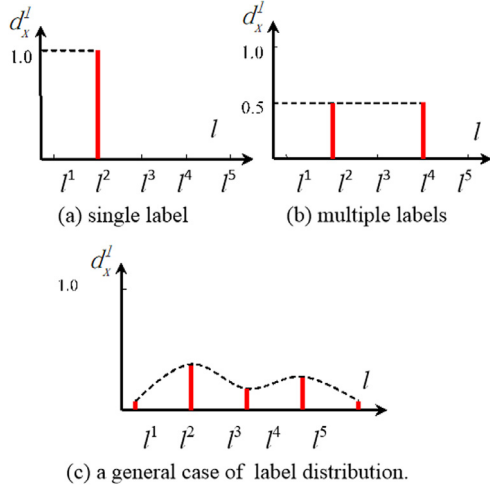 d_x^l
1.0
l
l^1 l^2 l^3 l^4 l^5
(a) single label
d_x^l
1.0
0.5
l
l^1 l^2 l^3 l^4 l^5
(b) multiple labels
d_x^l
1.0
l
l^1 l^2 l^3 l^4 l^5
(c) a general case of label distribution.